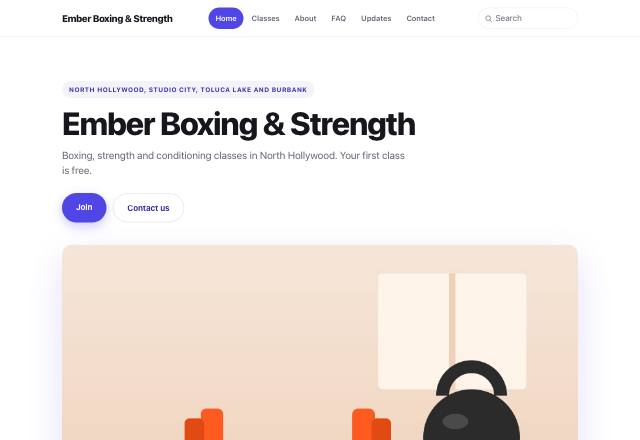 Ember Boxing & Strength
Home
Classes
About
FAQ
Updates
Contact
Search
NORTH HOLLYWOOD, STUDIO CITY, TOLUCA LAKE AND BURBANK
Ember Boxing & Strength
Boxing, strength and conditioning classes in North Hollywood. Your first class
is free.
Join
Contact us